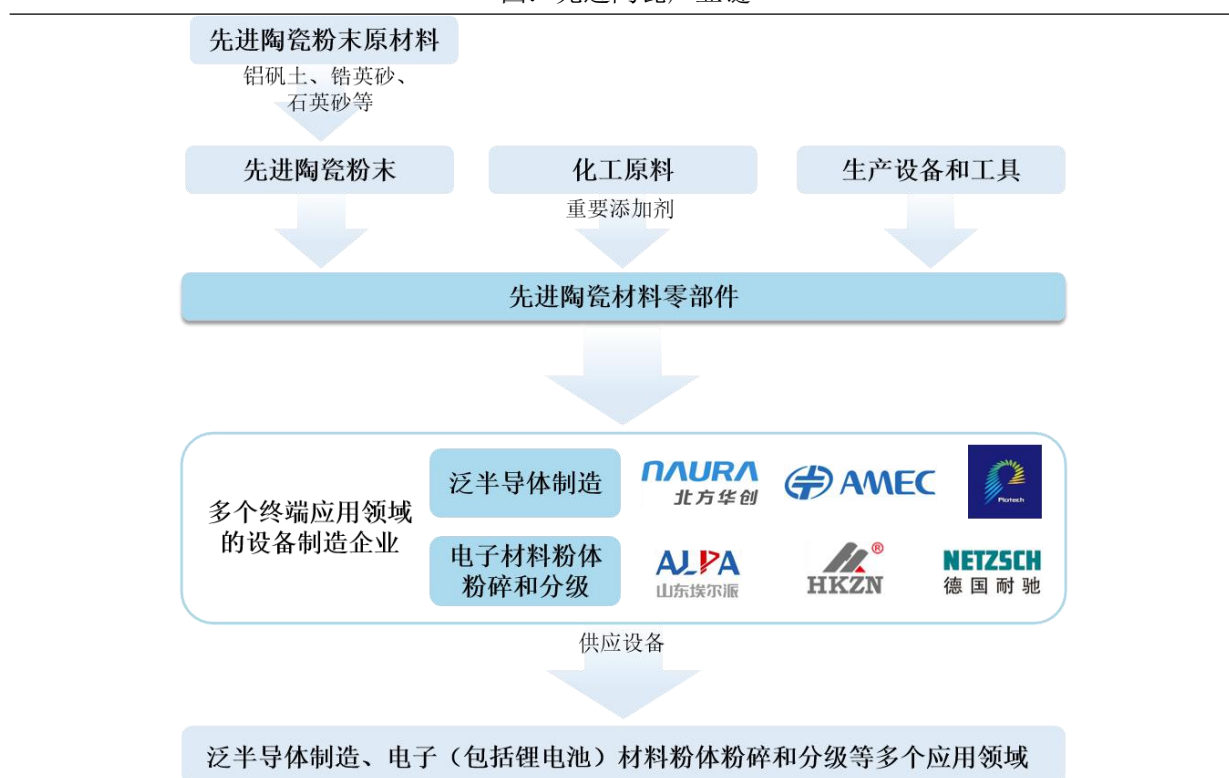 先进陶瓷粉末原材料
铝矾土、锆英砂、
石英砂等
先进陶瓷粉末
化工原料
生产设备和工具
重要添加剂
先进陶瓷材料零部件
多个终端应用领域
的设备制造企业
泛半导体制造
NAURA
北方华创
AMEC
Piotech
电子材料粉体
粉碎和分级
ALPA
山东埃尔派
HKZN®
NETZSCH
德国耐驰
供应设备
泛半导体制造、电子（包括锂电池）材料粉体粉碎和分级等多个应用领域